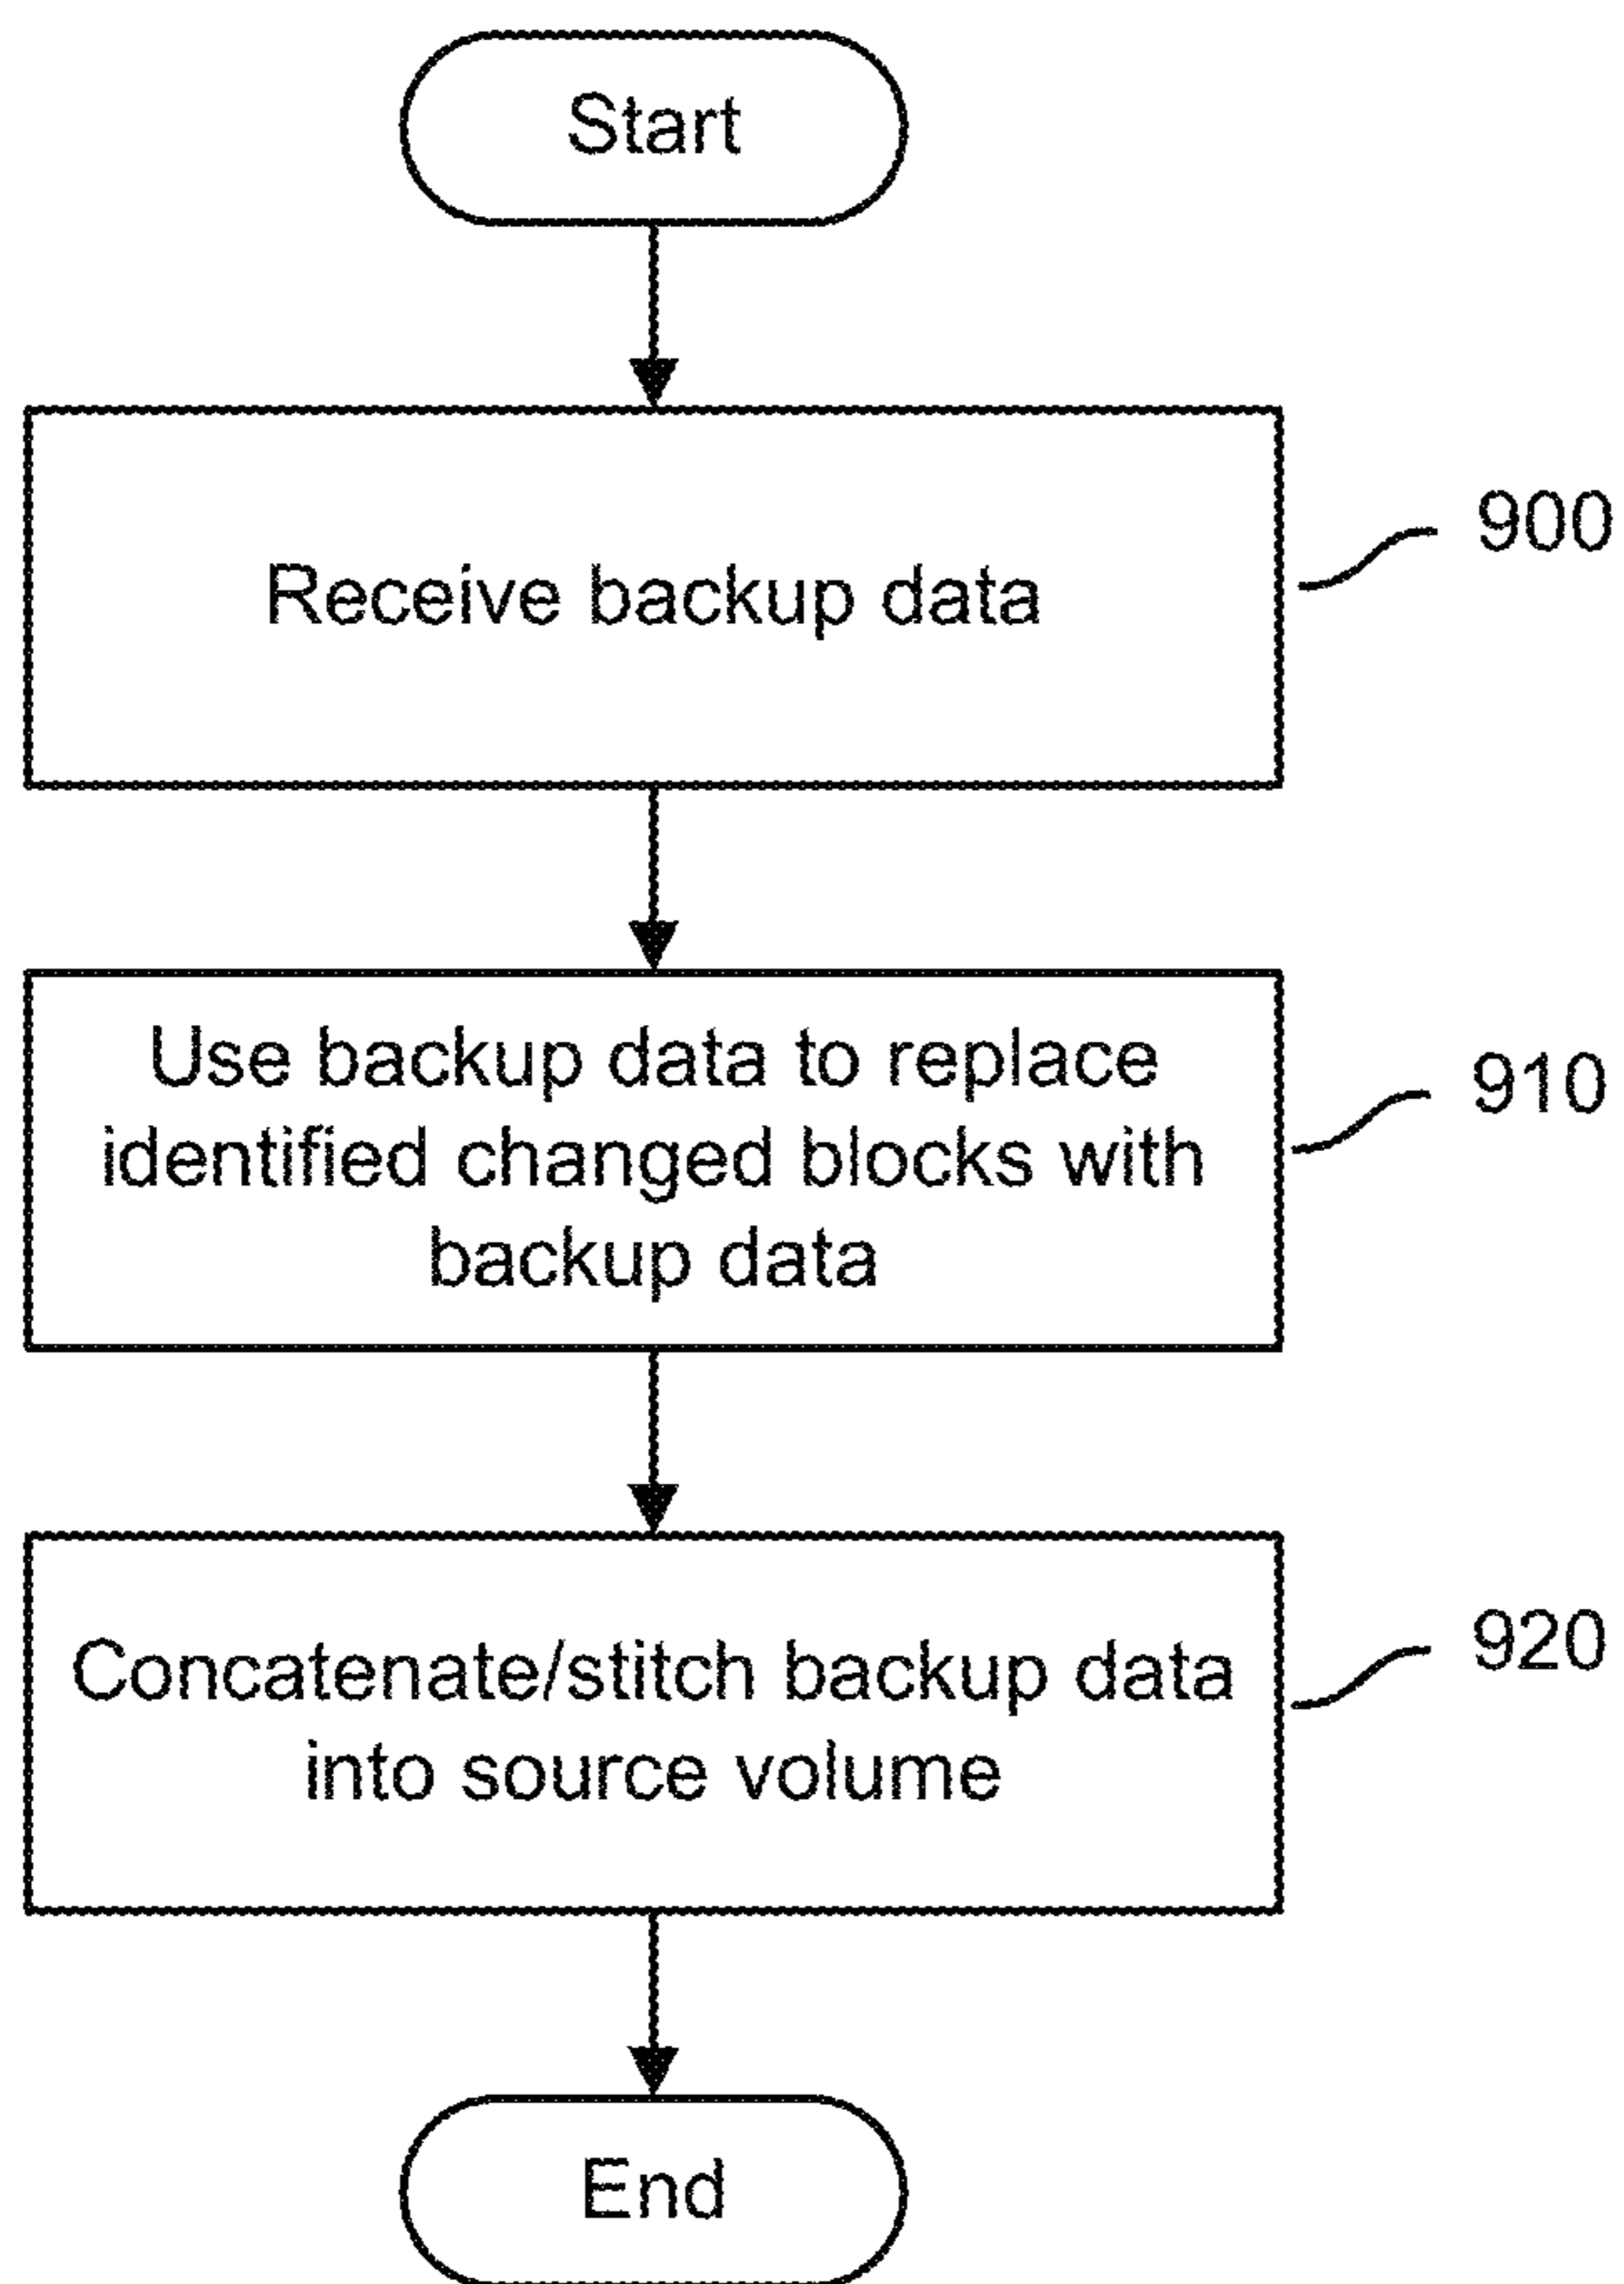 Start
Receive backup data
900
Use backup data to replace
identified changed blocks with
backup data
910
Concatenate/stitch backup data
into source volume
920
End